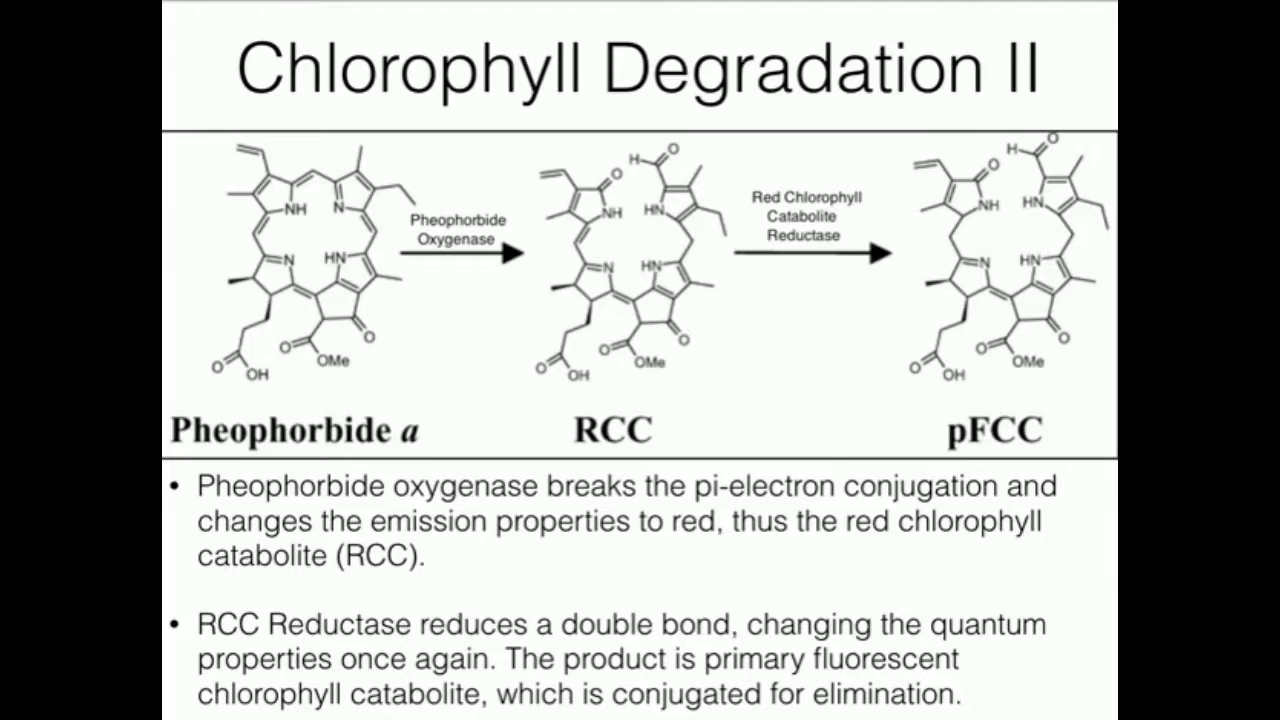 Chlorophyll Degradation II
NH
N
N
HN
O
O
OH
OMe
O
Pheophorbide
Oxygenase
H
O
O
NH
HN
N
HN
O
O
OMe
O
OH
Red Chlorophyll
Catabolite
Reductase
H
O
O
NH
HN
N
HN
O
O
OMe
O
OH
Pheophorbide a
RCC
pFCC
• Pheophorbide oxygenase breaks the pi-electron conjugation and
changes the emission properties to red, thus the red chlorophyll
catabolite (RCC).
• RCC Reductase reduces a double bond, changing the quantum
properties once again. The product is primary fluorescent
chlorophyll catabolite, which is conjugated for elimination.